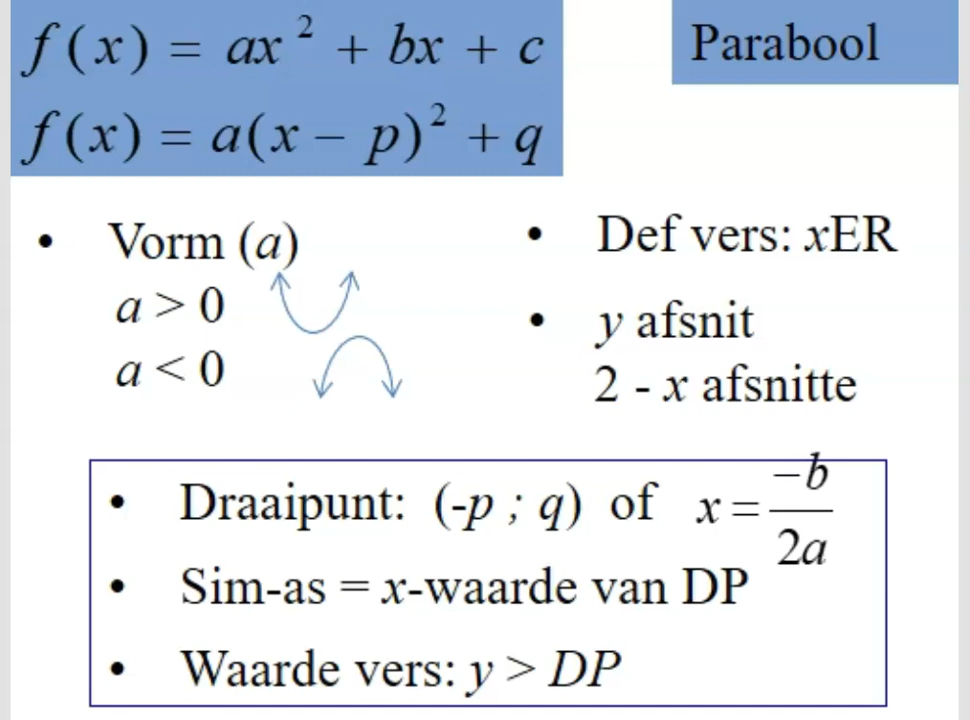 f(x) = ax² + bx + c
f(x) = a(x − p)² + q
Parabool
• Vorm (a)
a > 0
a < 0
• Def vers: xER
• y afsnit
2 - x afsnitte
• Draaipunt: (-p ; q) of x = −b/2a
• Sim-as = x-waarde van DP
• Waarde vers: y > DP